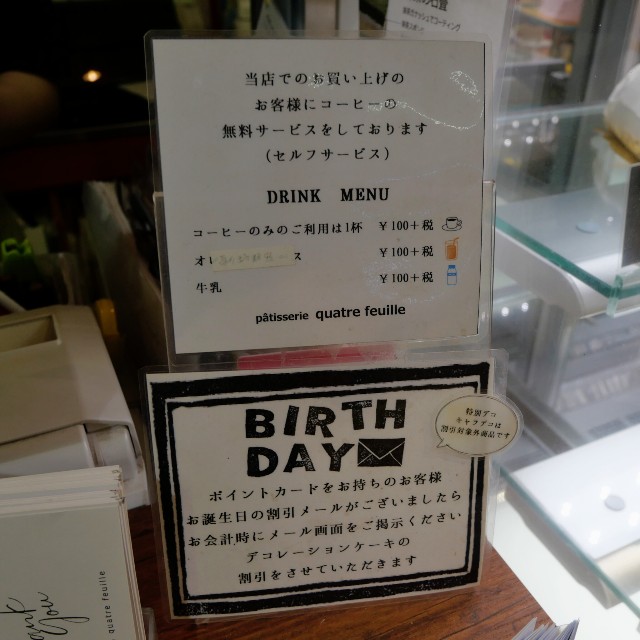 当店でのお買い上げの
お客様にコーヒーの
無料サービスをしております
(セルフサービス)
DRINK MENU
コーヒーのみのご利用は1杯 ¥100+税
オ ス ¥100+税
牛乳 ¥100+税
pâtisserie quatre feuille
BIRTH
DAY
特別デコ
キャラデコは
割引対象外商品です
ポイントカードをお持ちのお客様
お誕生日の割引メールがございましたら
お会計時にメール画面をご掲示ください
デコレーションケーキの
割引をさせていただきます
You
quatre feuille